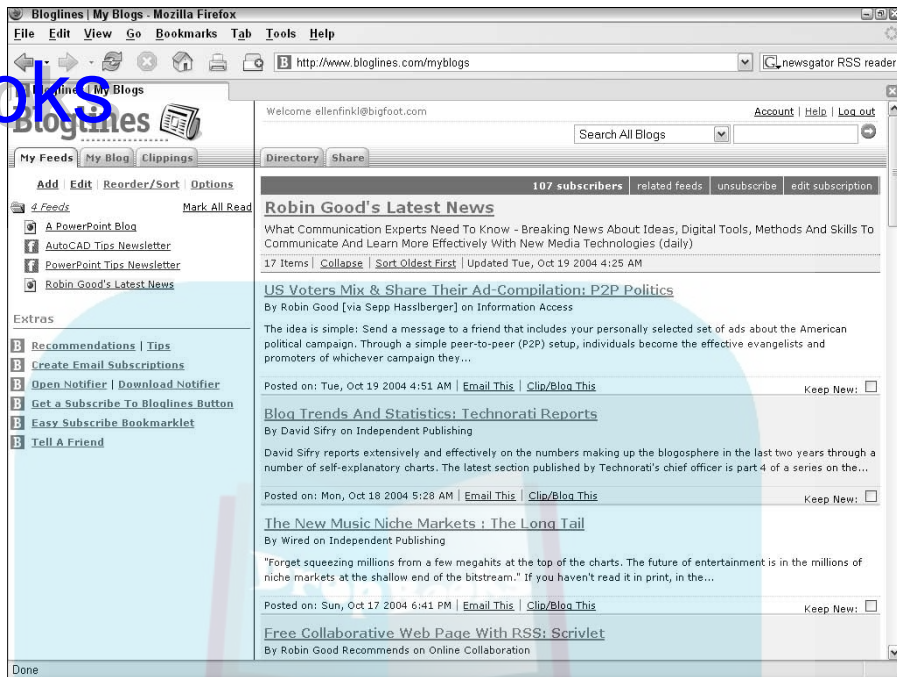 Bloglines | My Blogs - Mozilla Firefox
File Edit View Go Bookmarks Tab Tools Help
http://www.bloglines.com/myblogs
newsgator RSS reader
oks
Bloglines | My Blogs
Bloglines
Welcome ellenfinkl@bigfoot.com
Account | Help | Log out
Search All Blogs
My Feeds My Blog Clippings
Directory Share
Add | Edit | Reorder/Sort | Options
4 Feeds Mark All Read
A PowerPoint Blog
AutoCAD Tips Newsletter
PowerPoint Tips Newsletter
Robin Good's Latest News
Extras
Recommendations | Tips
Create Email Subscriptions
Open Notifier | Download Notifier
Get a Subscribe To Bloglines Button
Easy Subscribe Bookmarklet
Tell A Friend
107 subscribers | related feeds | unsubscribe | edit subscription
Robin Good's Latest News
What Communication Experts Need To Know - Breaking News About Ideas, Digital Tools, Methods And Skills To
Communicate And Learn More Effectively With New Media Technologies (daily)
17 Items | Collapse | Sort Oldest First | Updated Tue, Oct 19 2004 4:25 AM
US Voters Mix & Share Their Ad-Compilation: P2P Politics
By Robin Good [via Sepp Hasslberger] on Information Access
The idea is simple: Send a message to a friend that includes your personally selected set of ads about the American
political campaign. Through a simple peer-to-peer (P2P) setup, individuals become the effective evangelists and
promoters of whichever campaign they...
Posted on: Tue, Oct 19 2004 4:51 AM | Email This | Clip/Blog This Keep New:
Blog Trends And Statistics: Technorati Reports
By David Sifry on Independent Publishing
David Sifry reports extensively and effectively on the numbers making up the blogosphere in the last two years through a
number of self-explanatory charts. The latest section published by Technorati's chief officer is part 4 of a series on the...
Posted on: Mon, Oct 18 2004 5:28 AM | Email This | Clip/Blog This Keep New:
The New Music Niche Markets : The Long Tail
By Wired on Independent Publishing
"Forget squeezing millions from a few megahits at the top of the charts. The future of entertainment is in the millions of
niche markets at the shallow end of the bitstream." If you haven't read it in print, in the...
DropBooks
Posted on: Sun, Oct 17 2004 6:41 PM | Email This | Clip/Blog This Keep New:
Free Collaborative Web Page With RSS: Scrivlet
By Robin Good Recommends on Online Collaboration
Done